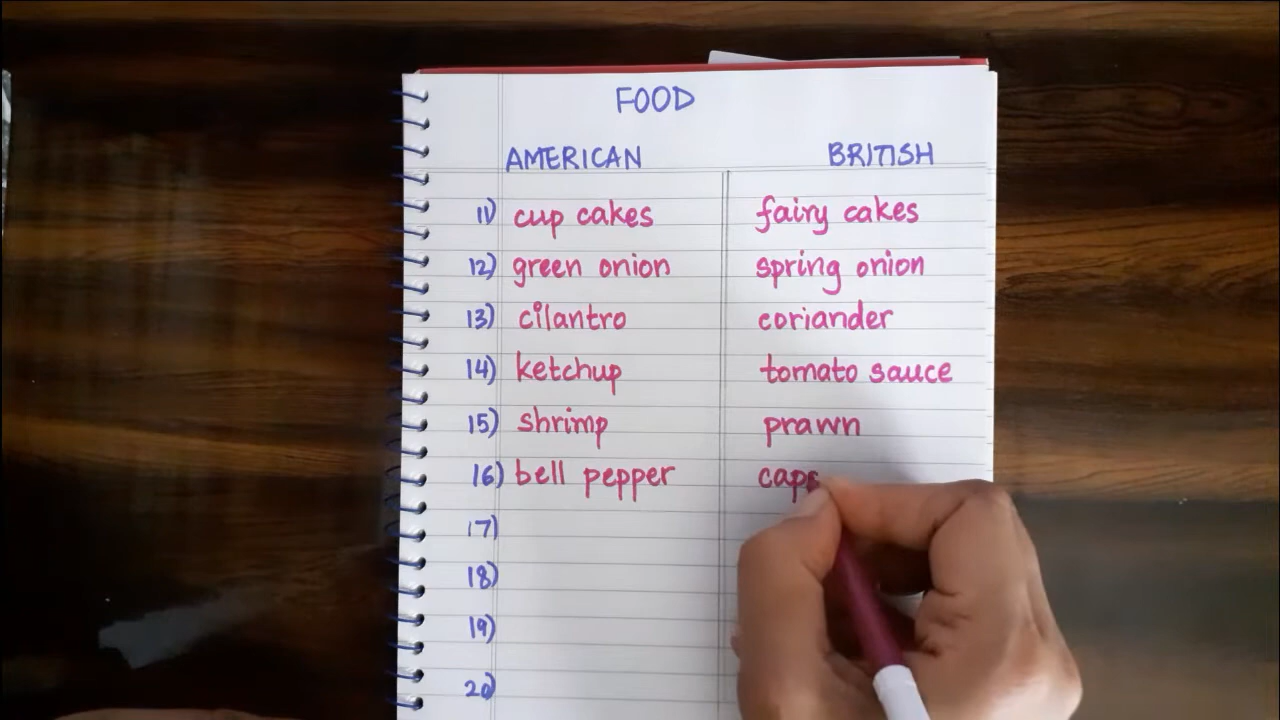 FOOD
AMERICAN BRITISH
11) cup cakes fairy cakes
12) green onion spring onion
13) cilantro coriander
14) ketchup tomato sauce
15) shrimp prawn
16) bell pepper caps
17)
18)
19)
20)